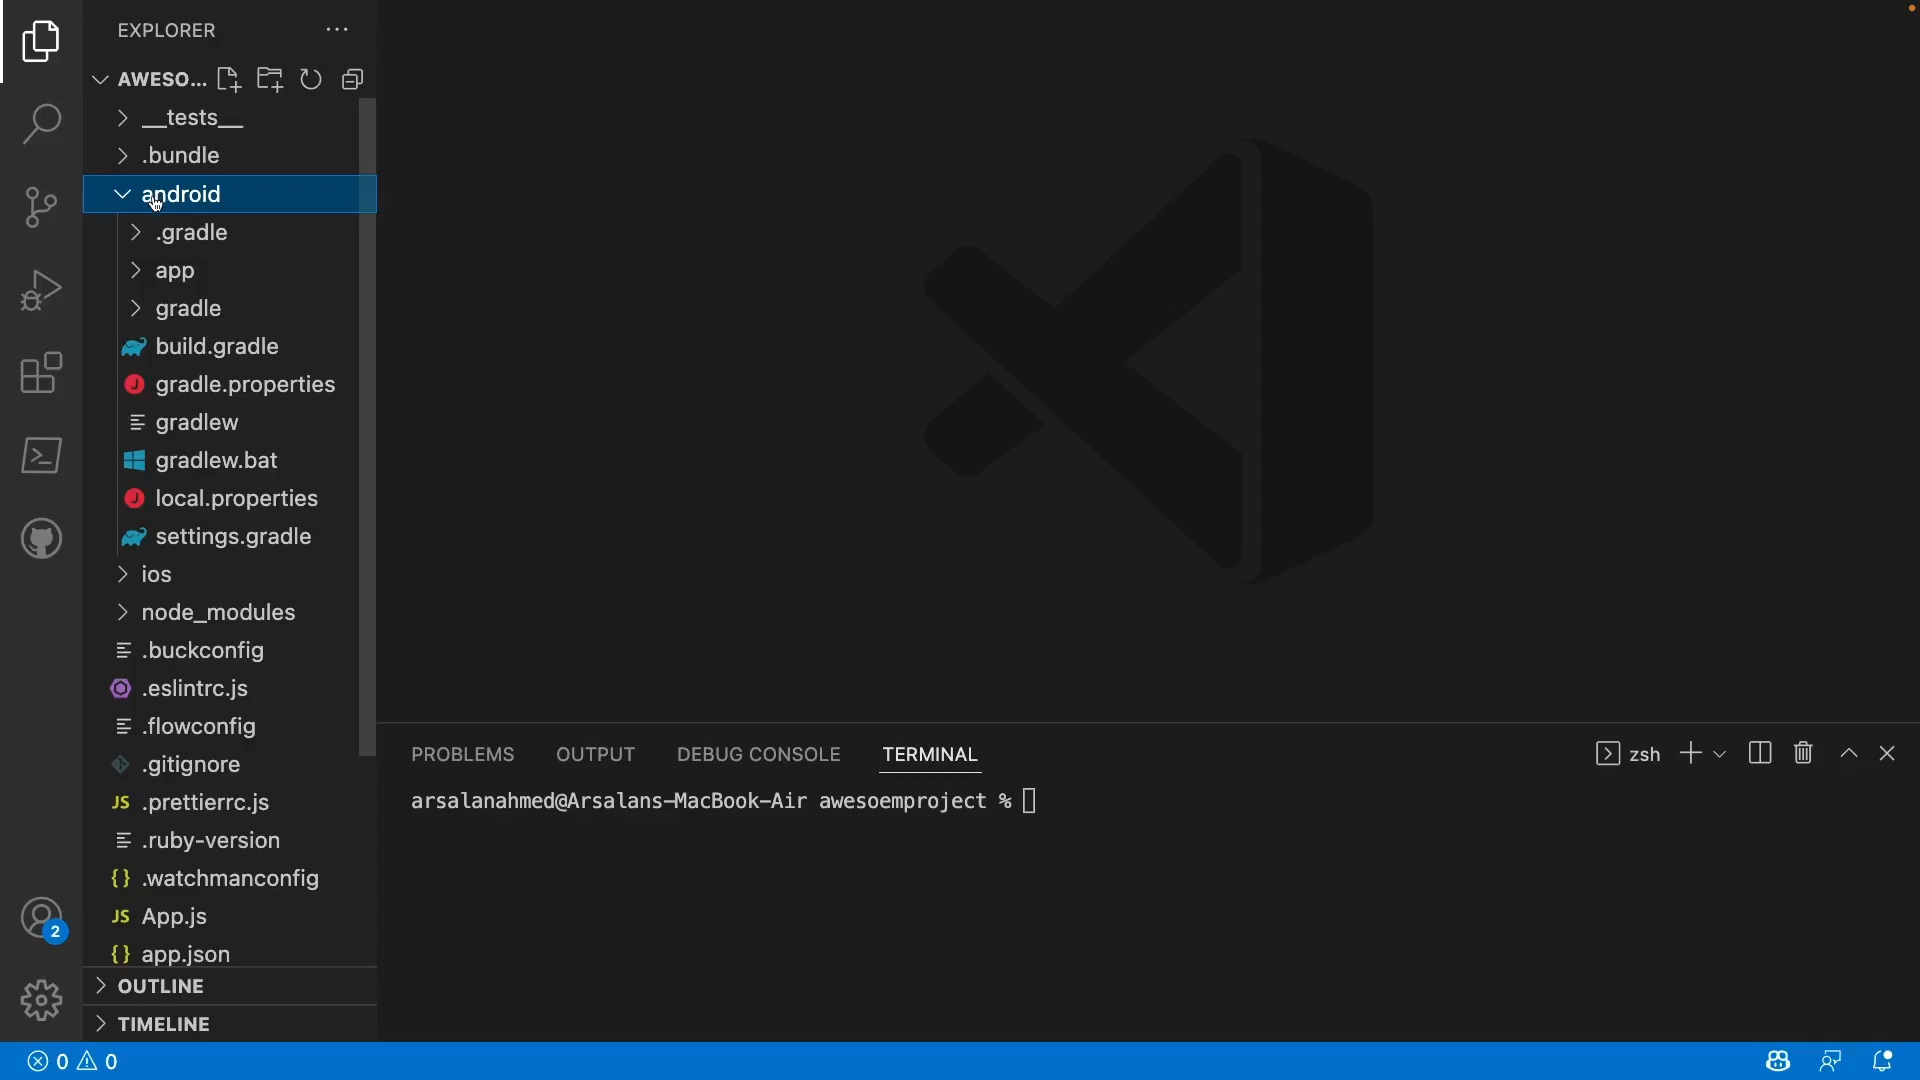 EXPLORER
AWESO...
__tests__
.bundle
android
.gradle
app
gradle
build.gradle
gradle.properties
gradlew
gradlew.bat
local.properties
settings.gradle
ios
node_modules
.buckconfig
.eslintrc.js
.flowconfig
.gitignore
JS .prettierrc.js
.ruby-version
{} .watchmanconfig
JS App.js
{} app.json
OUTLINE
TIMELINE
2
PROBLEMS OUTPUT DEBUG CONSOLE TERMINAL zsh
arsalanahmed@Arsalans-MacBook-Air awesoemproject %
0 0